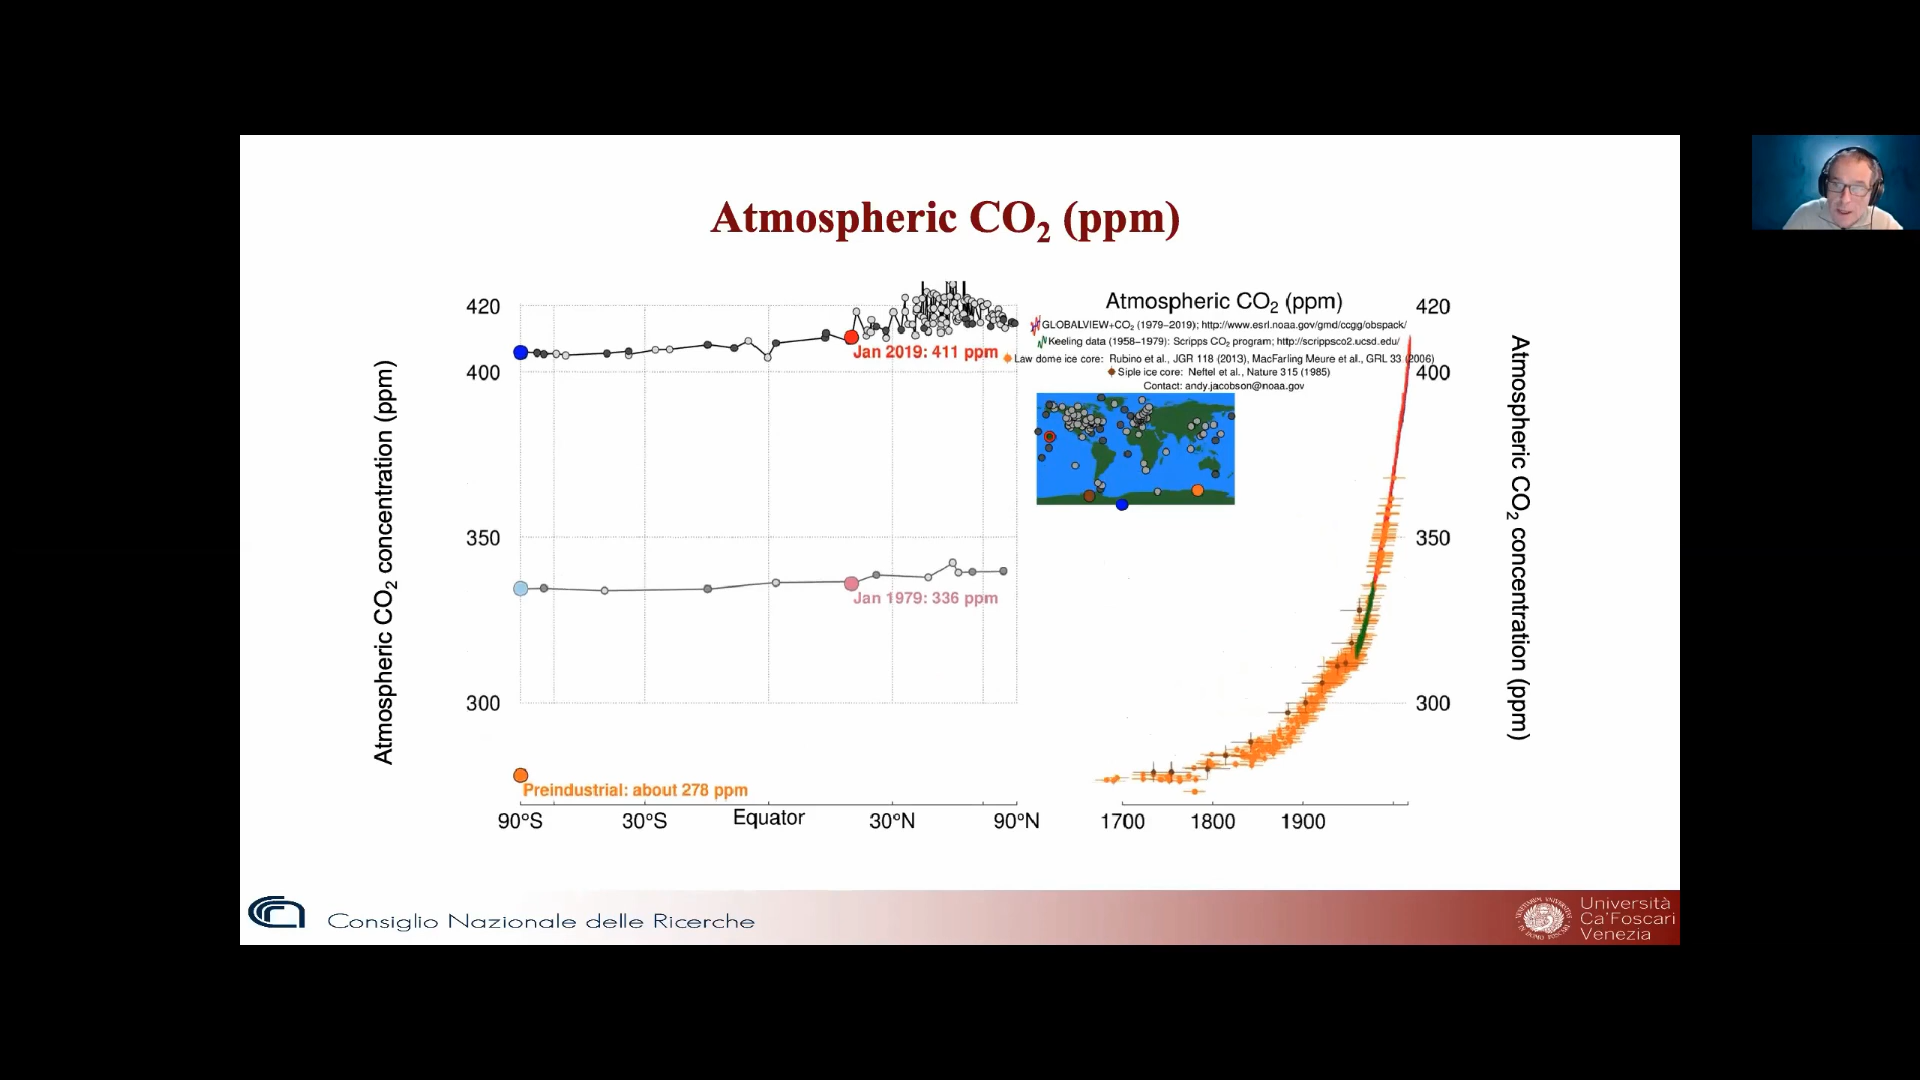 Atmospheric CO₂ (ppm)
Atmospheric CO₂ concentration (ppm)
420
400
350
300
Jan 2019: 411 ppm
Jan 1979: 336 ppm
Preindustrial: about 278 ppm
90°S
30°S
Equator
30°N
90°N
Atmospheric CO₂ (ppm)
GLOBALVIEW+CO₂ (1979–2019); http://www.esrl.noaa.gov/gmd/ccgg/obspack/
Keeling data (1958–1979): Scripps CO₂ program; http://scrippsco2.ucsd.edu/
Law dome ice core: Rubino et al., JGR 118 (2013), MacFarling Meure et al., GRL 33 (2006)
Siple ice core: Neftel et al., Nature 315 (1985)
Contact: andy.jacobson@noaa.gov
420
400
350
300
Atmospheric CO₂ concentration (ppm)
1700
1800
1900
Consiglio Nazionale delle Ricerche
Università
Ca'Foscari
Venezia